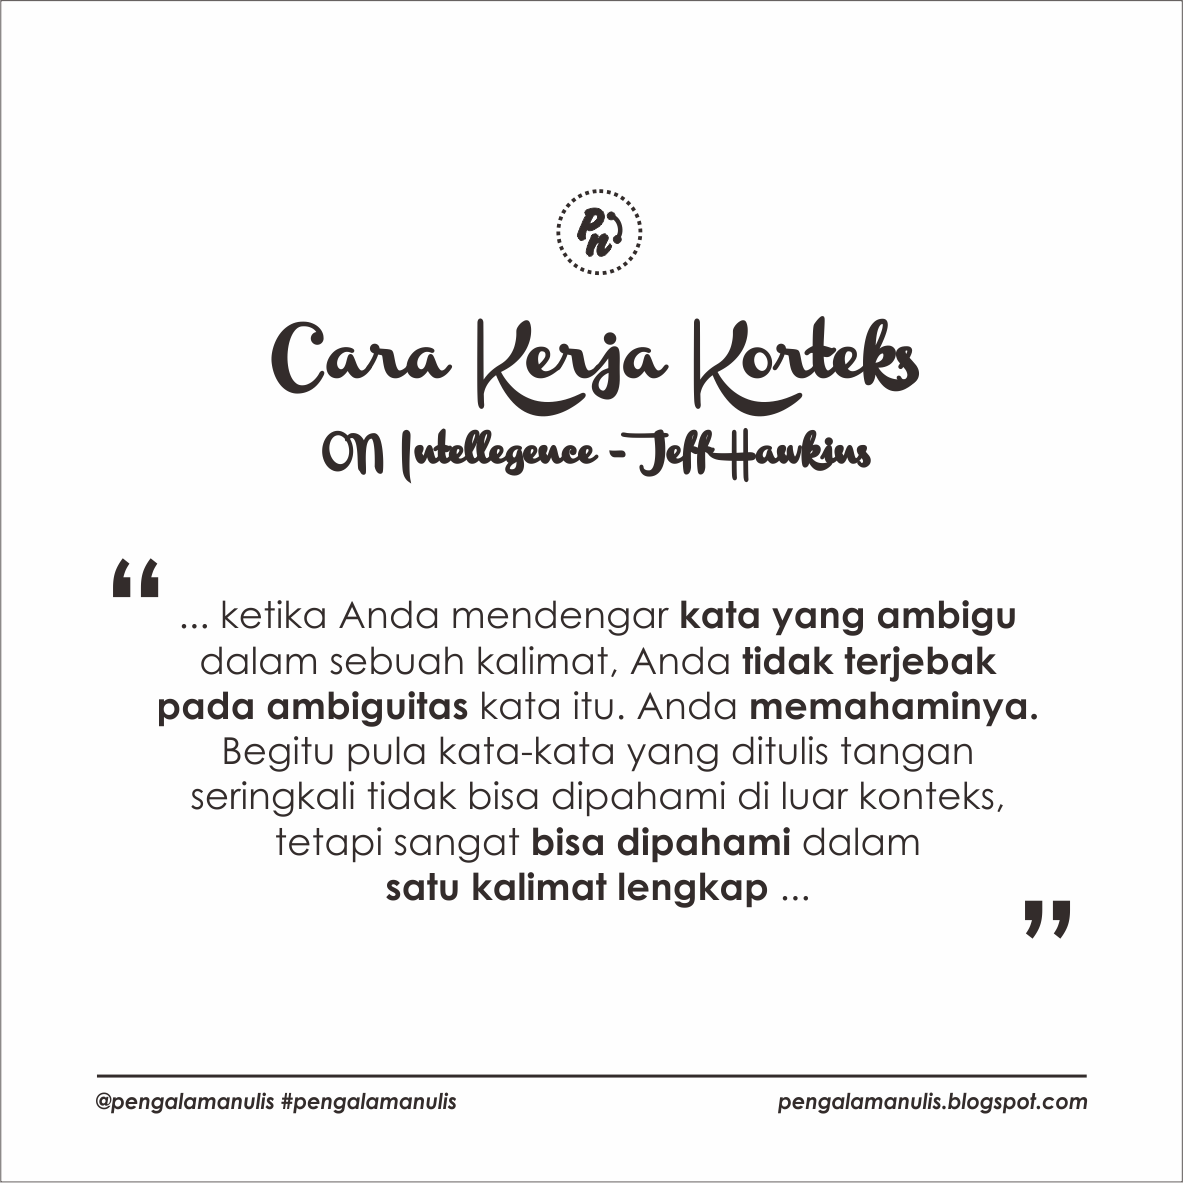 Pn
Cara Kerja Korteks
ON Intellegence - Jeff Hawkins
“ ... ketika Anda mendengar kata yang ambigu
dalam sebuah kalimat, Anda tidak terjebak
pada ambiguitas kata itu. Anda memahaminya.
Begitu pula kata-kata yang ditulis tangan
seringkali tidak bisa dipahami di luar konteks,
tetapi sangat bisa dipahami dalam
satu kalimat lengkap ... ”
@pengalamanulis #pengalamanulis
pengalamanulis.blogspot.com